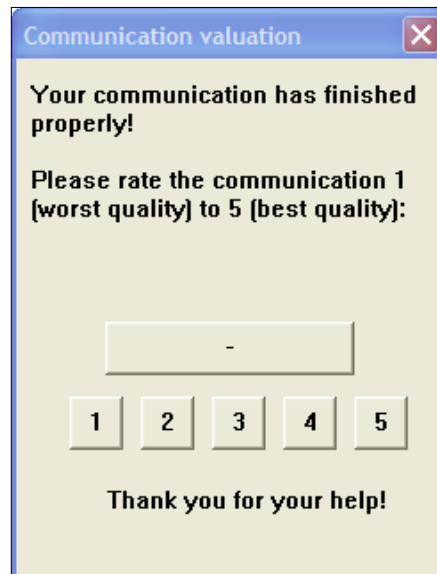 Communication valuation
Your communication has finished
properly!
Please rate the communication 1
(worst quality) to 5 (best quality):
-
1 2 3 4 5
Thank you for your help!